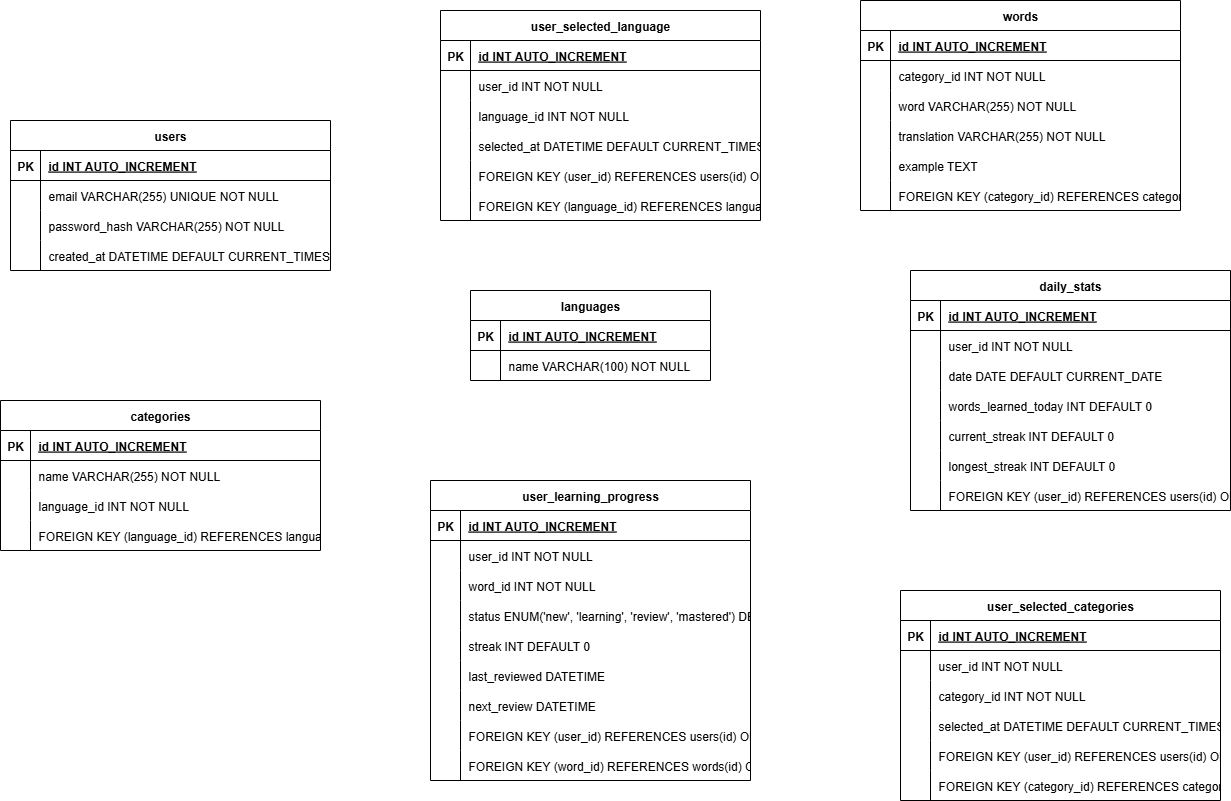 users
PK id INT AUTO_INCREMENT
email VARCHAR(255) UNIQUE NOT NULL
password_hash VARCHAR(255) NOT NULL
created_at DATETIME DEFAULT CURRENT_TIMES
user_selected_language
PK id INT AUTO_INCREMENT
user_id INT NOT NULL
language_id INT NOT NULL
selected_at DATETIME DEFAULT CURRENT_TIMES
FOREIGN KEY (user_id) REFERENCES users(id) O
FOREIGN KEY (language_id) REFERENCES langua
words
PK id INT AUTO_INCREMENT
category_id INT NOT NULL
word VARCHAR(255) NOT NULL
translation VARCHAR(255) NOT NULL
example TEXT
FOREIGN KEY (category_id) REFERENCES categor
languages
PK id INT AUTO_INCREMENT
name VARCHAR(100) NOT NULL
daily_stats
PK id INT AUTO_INCREMENT
user_id INT NOT NULL
date DATE DEFAULT CURRENT_DATE
words_learned_today INT DEFAULT 0
current_streak INT DEFAULT 0
longest_streak INT DEFAULT 0
FOREIGN KEY (user_id) REFERENCES users(id) O
categories
PK id INT AUTO_INCREMENT
name VARCHAR(255) NOT NULL
language_id INT NOT NULL
FOREIGN KEY (language_id) REFERENCES langua
user_learning_progress
PK id INT AUTO_INCREMENT
user_id INT NOT NULL
word_id INT NOT NULL
status ENUM('new', 'learning', 'review', 'mastered') DE
streak INT DEFAULT 0
last_reviewed DATETIME
next_review DATETIME
FOREIGN KEY (user_id) REFERENCES users(id) O
FOREIGN KEY (word_id) REFERENCES words(id) O
user_selected_categories
PK id INT AUTO_INCREMENT
user_id INT NOT NULL
category_id INT NOT NULL
selected_at DATETIME DEFAULT CURRENT_TIMES
FOREIGN KEY (user_id) REFERENCES users(id) O
FOREIGN KEY (category_id) REFERENCES categor